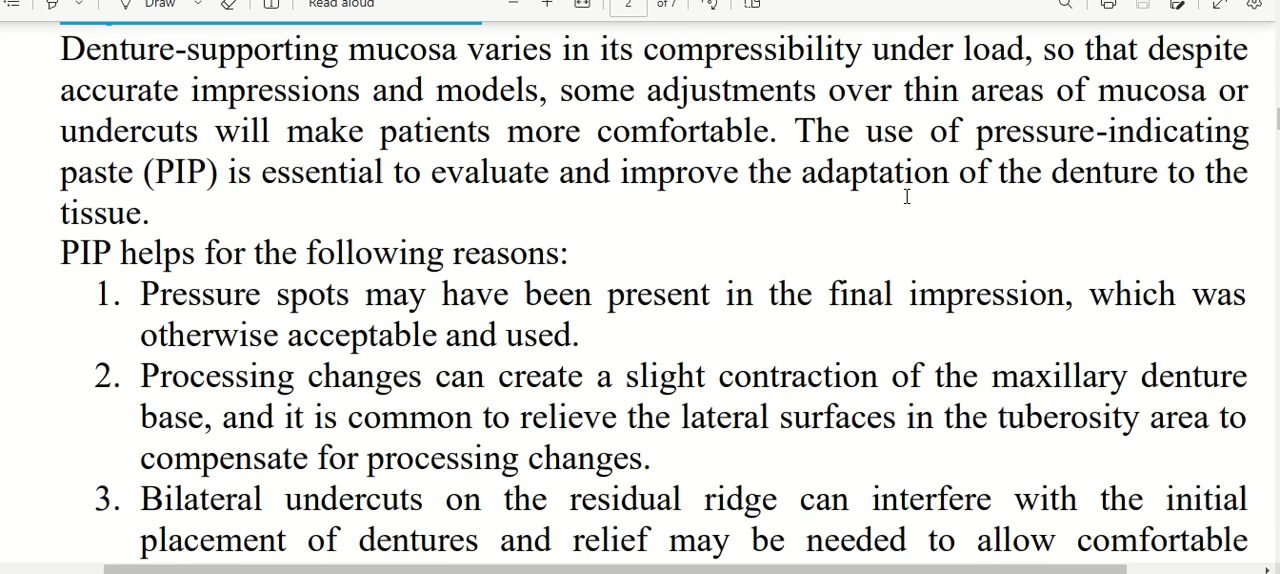 Draw
Read aloud
2 of 7
Denture-supporting mucosa varies in its compressibility under load, so that despite
accurate impressions and models, some adjustments over thin areas of mucosa or
undercuts will make patients more comfortable. The use of pressure-indicating
paste (PIP) is essential to evaluate and improve the adaptation of the denture to the
tissue.
PIP helps for the following reasons:
1. Pressure spots may have been present in the final impression, which was
otherwise acceptable and used.
2. Processing changes can create a slight contraction of the maxillary denture
base, and it is common to relieve the lateral surfaces in the tuberosity area to
compensate for processing changes.
3. Bilateral undercuts on the residual ridge can interfere with the initial
placement of dentures and relief may be needed to allow comfortable